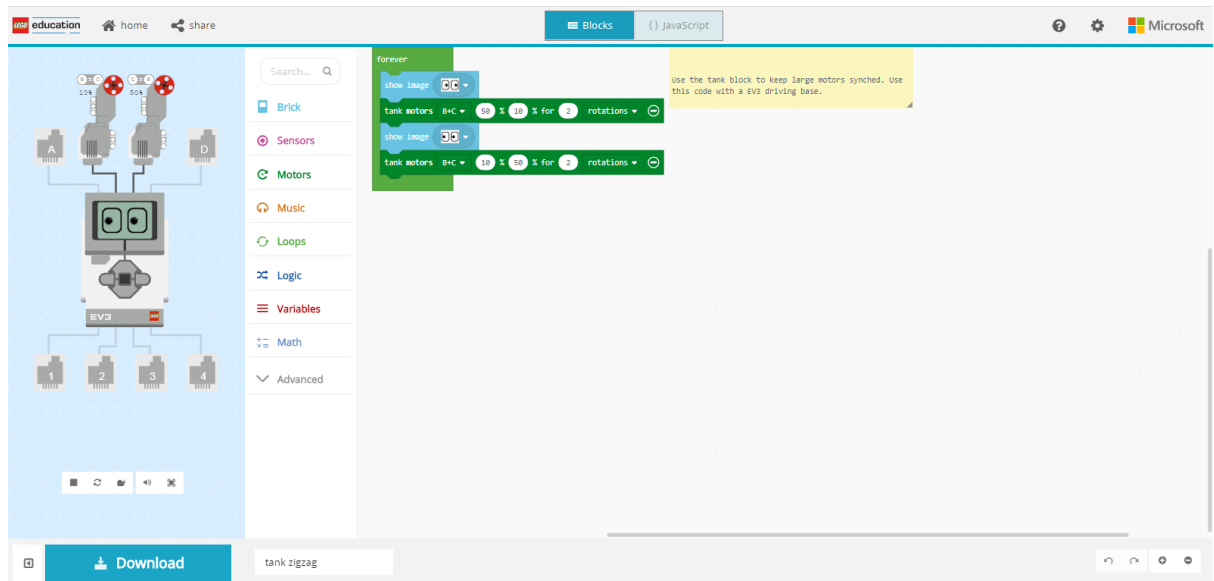 LEGO education home share Blocks {} JavaScript Microsoft
Search...
Brick
Sensors
Motors
Music
Loops
Logic
Variables
Math
Advanced
10% 50%
A D
EV3
1 2 3 4
forever
show image
tank motors B+C 50 % 10 % for 2 rotations
show image
tank motors B+C 10 % 50 % for 2 rotations
Use the tank block to keep large motors synched. Use
this code with a EV3 driving base.
Download tank zigzag